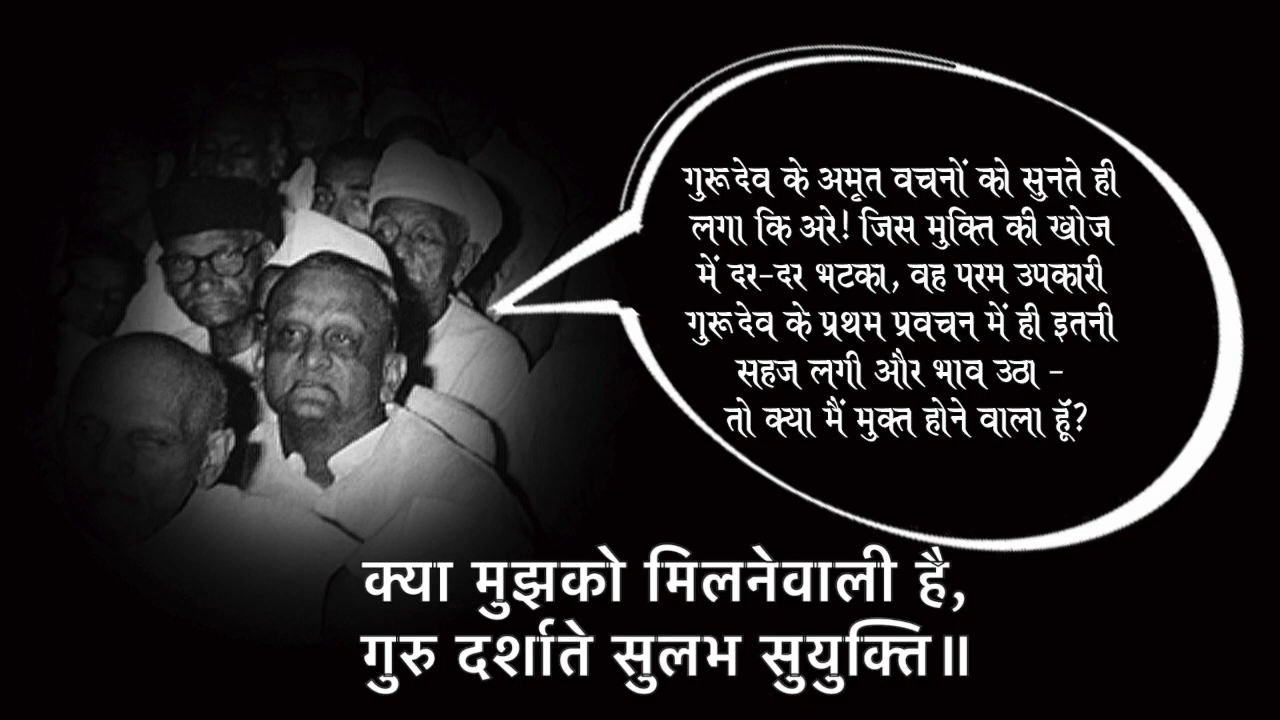 गुरूदेव के अमृत वचनों को सुनते ही
लगा कि अरे! जिस मुक्ति की खोज
में दर-दर भटका, वह परम उपकारी
गुरूदेव के प्रथम प्रवचन में ही इतनी
सहज लगी और भाव उठा -
तो क्या मैं मुक्त होने वाला हूँ?
क्या मुझको मिलनेवाली है,
गुरु दर्शाते सुलभ सुयुक्ति॥